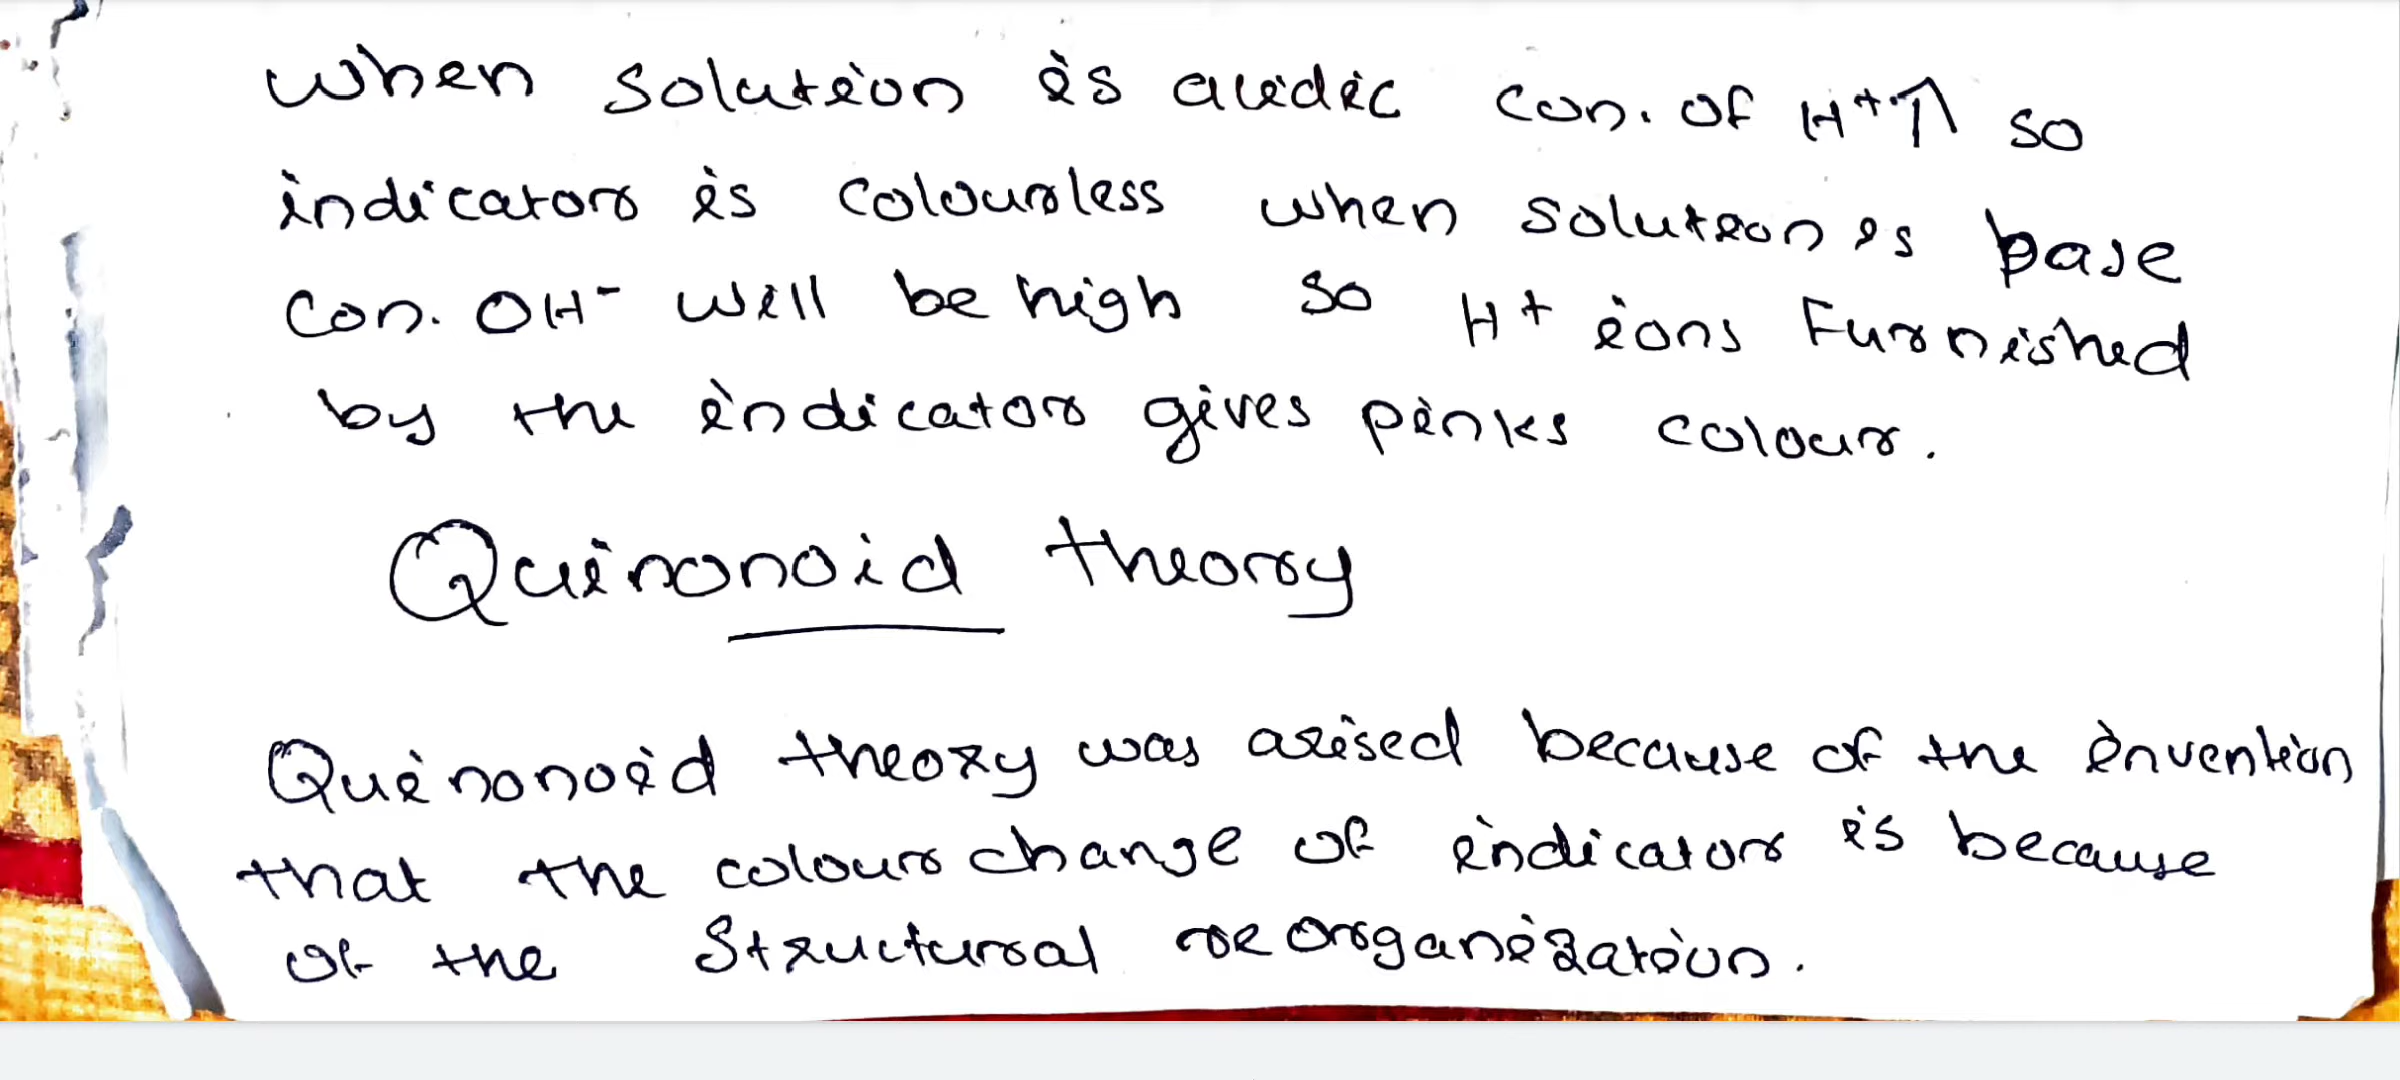 When solution is acidic con. of H+↑ so
indicator is colourless when solution is base
con. OH- will be high so H+ ions Furnished
by the indicator gives pinks colour.
Quinonoid theory
Quinonoid theory was arised because of the invention
that the colour change of indicator is because
of the structural reorganization.